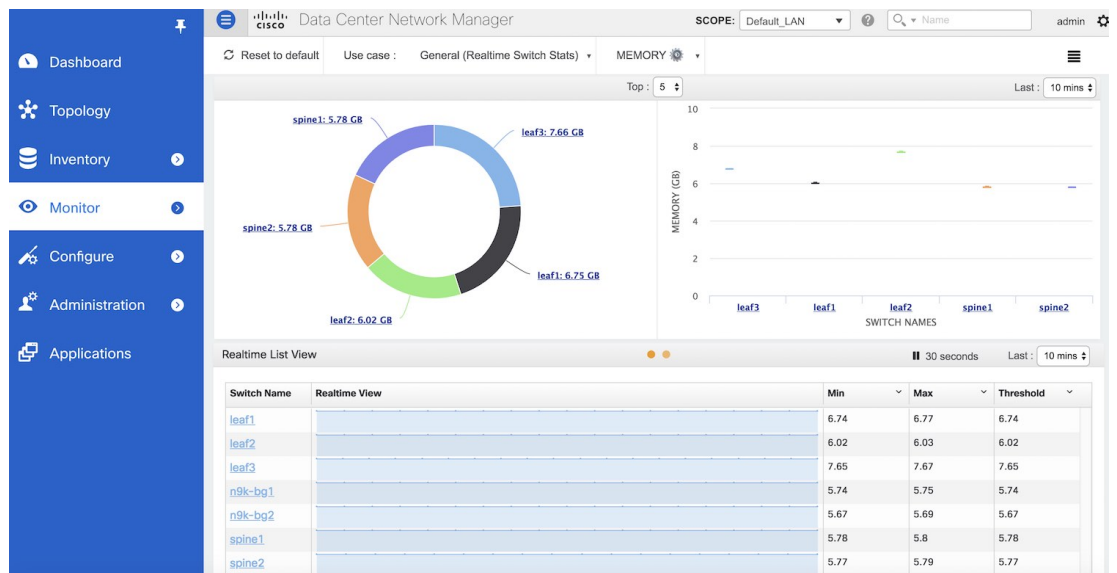 cisco Data Center Network Manager
SCOPE: Default_LAN
Name
admin
Dashboard
Topology
Inventory
Monitor
Configure
Administration
Applications
Reset to default
Use case :
General (Realtime Switch Stats)
MEMORY
Top : 5
Last : 10 mins
spine1: 5.78 GB
leaf3: 7.66 GB
spine2: 5.78 GB
leaf1: 6.75 GB
leaf2: 6.02 GB
MEMORY (GB)
10
8
6
4
2
0
leaf3 leaf1 leaf2 spine1 spine2
SWITCH NAMES
Realtime List View
30 seconds
Last : 10 mins
Switch Name Realtime View Min Max Threshold
leaf1 6.74 6.77 6.74
leaf2 6.02 6.03 6.02
leaf3 7.65 7.67 7.65
n9k-bg1 5.74 5.75 5.74
n9k-bg2 5.67 5.69 5.67
spine1 5.78 5.8 5.78
spine2 5.77 5.79 5.77